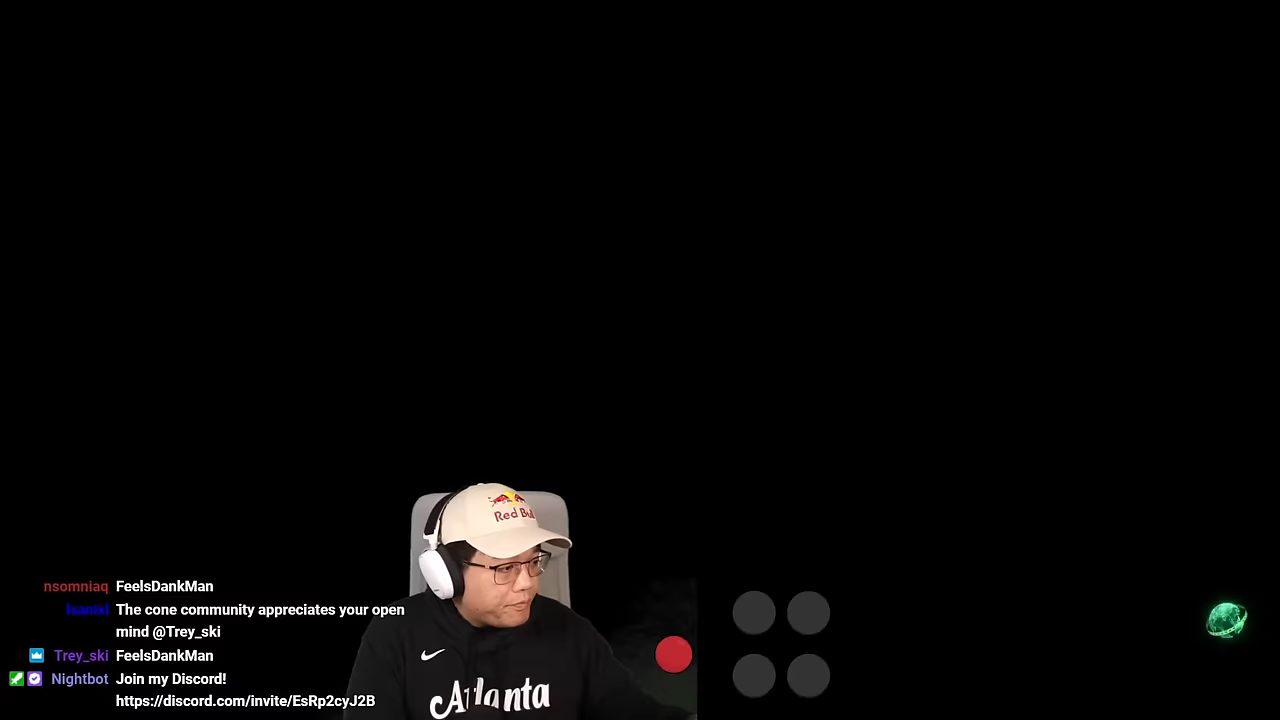 Red Bull
nsomniaq FeelsDankMan
The cone community appreciates your open
mind @Trey_ski
Trey_ski FeelsDankMan
Nightbot Join my Discord!
https://discord.com/invite/EsRp2cyJ2B
Atlanta